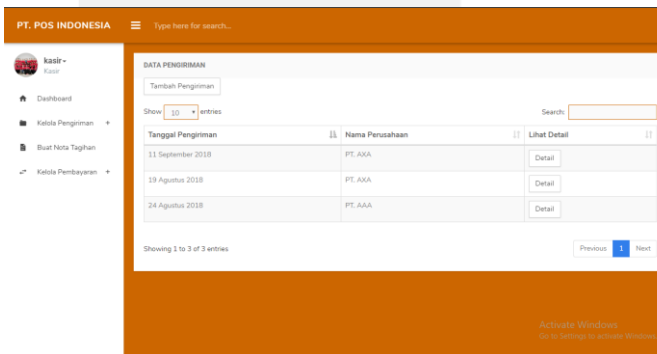 PT. POS INDONESIA
Type here for search...
kasir
Kasir
Dashboard
Kelola Pengiriman +
Buat Nota Tagihan
Kelola Pembayaran +
DATA PENGIRIMAN
Tambah Pengiriman
Show 10 entries
Search:
Tanggal Pengiriman Nama Perusahaan Lihat Detail
11 September 2018 PT. AXA Detail
19 Agustus 2018 PT. AXA Detail
24 Agustus 2018 PT. AAA Detail
Showing 1 to 3 of 3 entries
Previous 1 Next
Activate Windows
Go to Settings to activate Windows